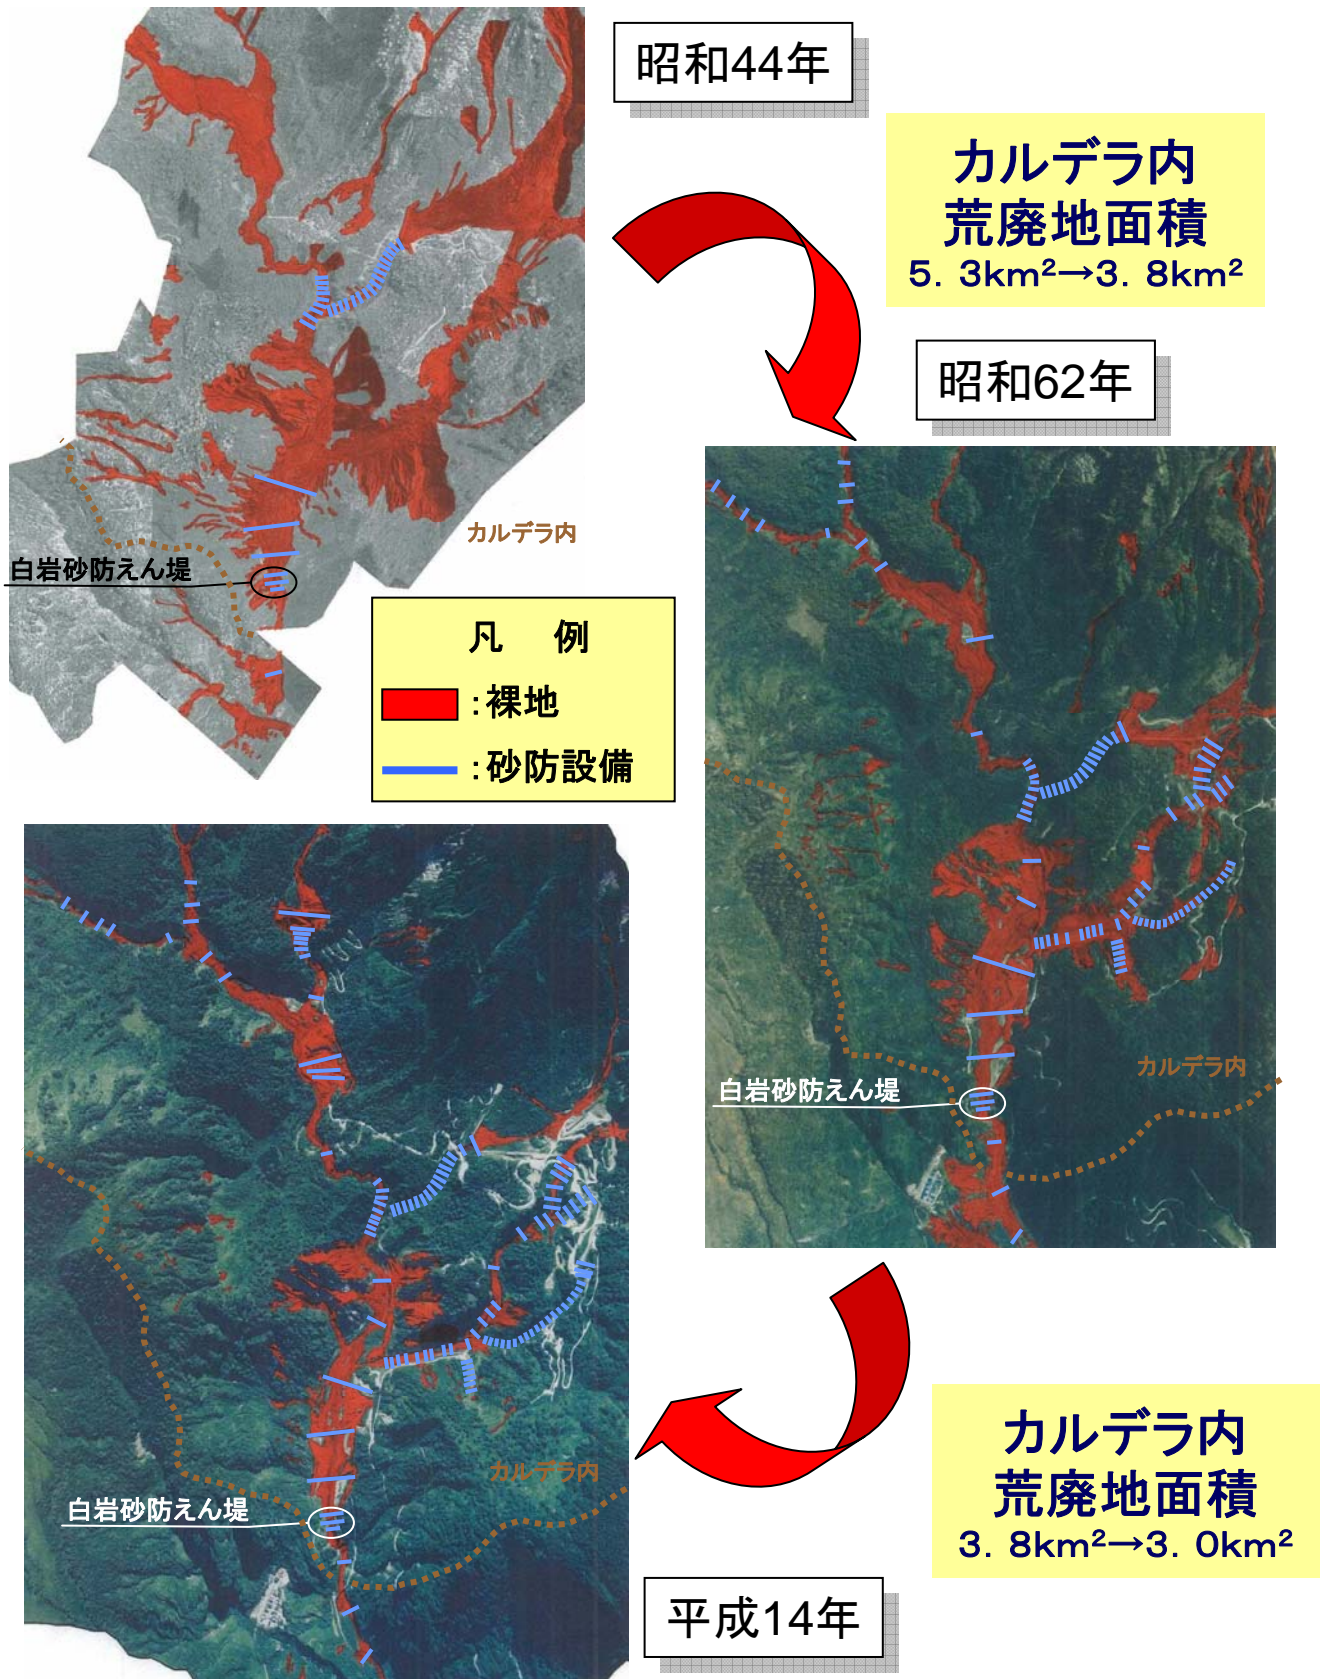 昭和44年
カルデラ内
荒廃地面積
5. 3km²→3. 8km²
昭和62年
カルデラ内
白岩砂防えん堤
凡 例
:裸地
:砂防設備
カルデラ内
白岩砂防えん堤
カルデラ内
白岩砂防えん堤
カルデラ内
荒廃地面積
3. 8km²→3. 0km²
平成14年